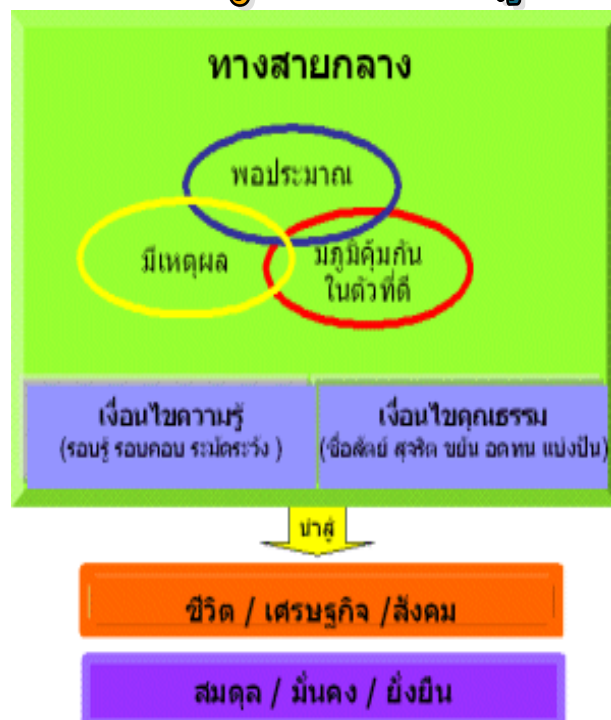 ทางสายกลาง
พอประมาณ
มีเหตุผล
มีภูมิคุ้มกัน
ในตัวที่ดี
เงื่อนไขความรู้
(รอบรู้ รอบคอบ ระมัดระวัง )
เงื่อนไขคุณธรรม
(ซื่อสัตย์ สุจริต ขยัน อดทน แบ่งปัน)
นำสู่
ชีวิต / เศรษฐกิจ /สังคม
สมดุล / มั่นคง / ยั่งยืน